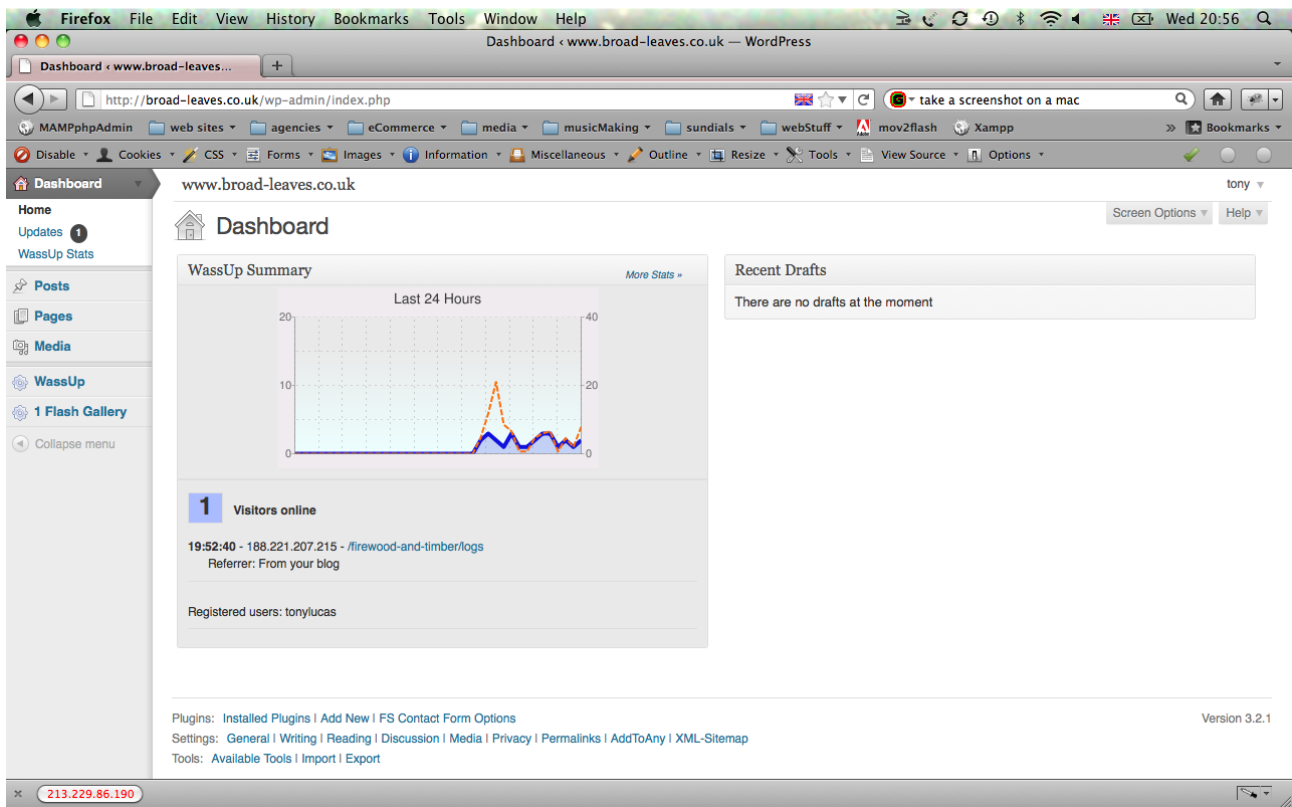 Firefox File Edit View History Bookmarks Tools Window Help Wed 20:56
Dashboard ‹ www.broad-leaves.co.uk — WordPress
Dashboard ‹ www.broad-leaves... +
http://broad-leaves.co.uk/wp-admin/index.php take a screenshot on a mac
MAMPphpAdmin web sites agencies eCommerce media musicMaking sundials webStuff mov2flash Xampp » Bookmarks
Disable Cookies CSS Forms Images Information Miscellaneous Outline Resize Tools View Source Options
Dashboard
Home
Updates 1
WassUp Stats
Posts
Pages
Media
WassUp
1 Flash Gallery
Collapse menu
www.broad-leaves.co.uk tony
Screen Options Help
Dashboard
WassUp Summary More Stats »
Last 24 Hours
20 40
10 20
0 0
1 Visitors online
19:52:40 - 188.221.207.215 - /firewood-and-timber/logs
Referrer: From your blog
Registered users: tonylucas
Recent Drafts
There are no drafts at the moment
Plugins: Installed Plugins | Add New | FS Contact Form Options Version 3.2.1
Settings: General | Writing | Reading | Discussion | Media | Privacy | Permalinks | AddToAny | XML-Sitemap
Tools: Available Tools | Import | Export
× 213.229.86.190